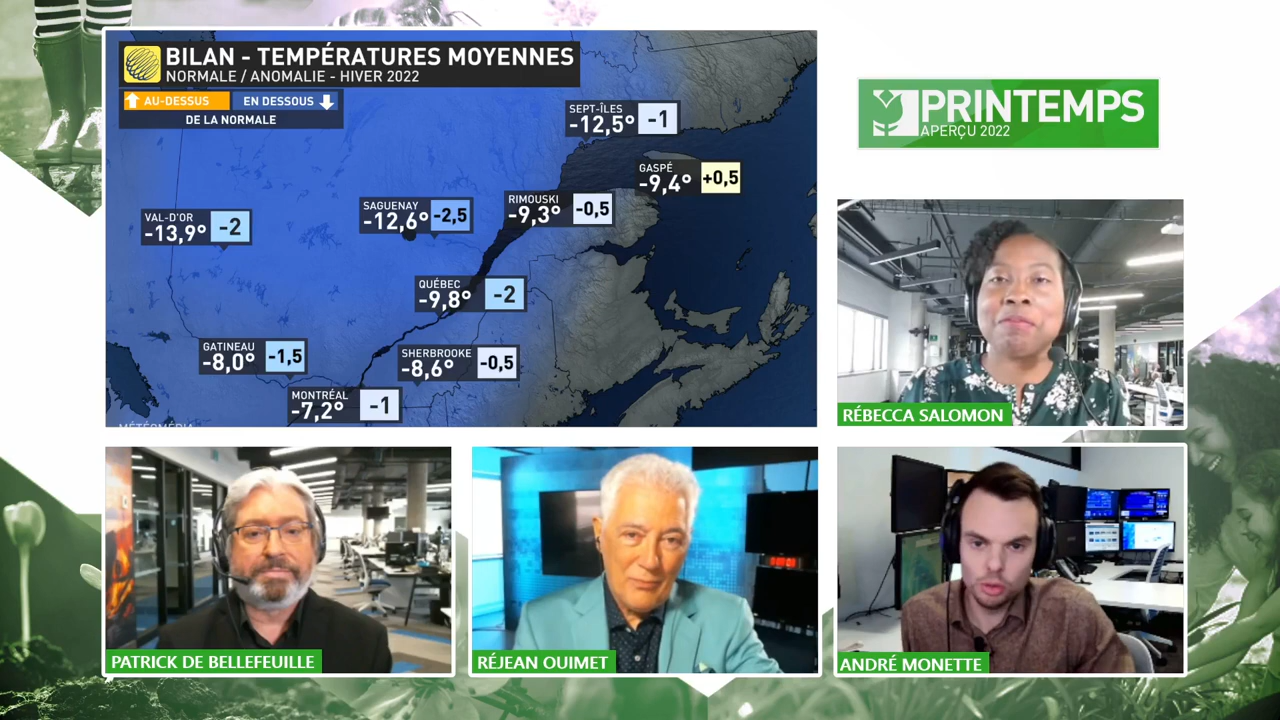 BILAN - TEMPÉRATURES MOYENNES
NORMALE / ANOMALIE - HIVER 2022
AU-DESSUS
EN DESSOUS
DE LA NORMALE
PRINTEMPS
APERÇU 2022
SEPT-ÎLES
-12,5° -1
GASPÉ
-9,4° +0,5
RIMOUSKI
-9,3° -0,5
SAGUENAY
-12,6° -2,5
VAL-D'OR
-13,9° -2
QUÉBEC
-9,8° -2
GATINEAU
-8,0° -1,5
SHERBROOKE
-8,6° -0,5
MONTRÉAL
-7,2° -1
MÉTÉOMÉDIA
RÉBECCA SALOMON
PATRICK DE BELLEFEUILLE
RÉJEAN OUIMET
ANDRÉ MONETTE